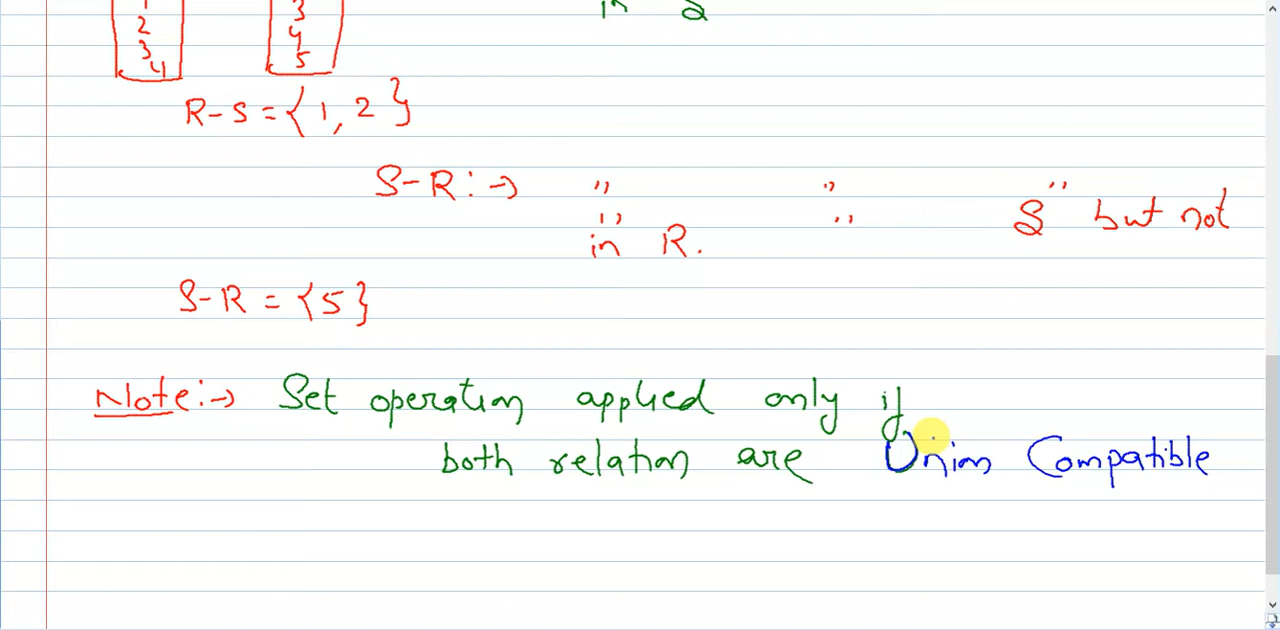 in S
2 3
3 4
4 5
R-S = {1, 2}
S-R :→ " " "
" " S but not
in R.
S-R = {5}
Note :→ Set operation applied only if
both relation are Union Compatible